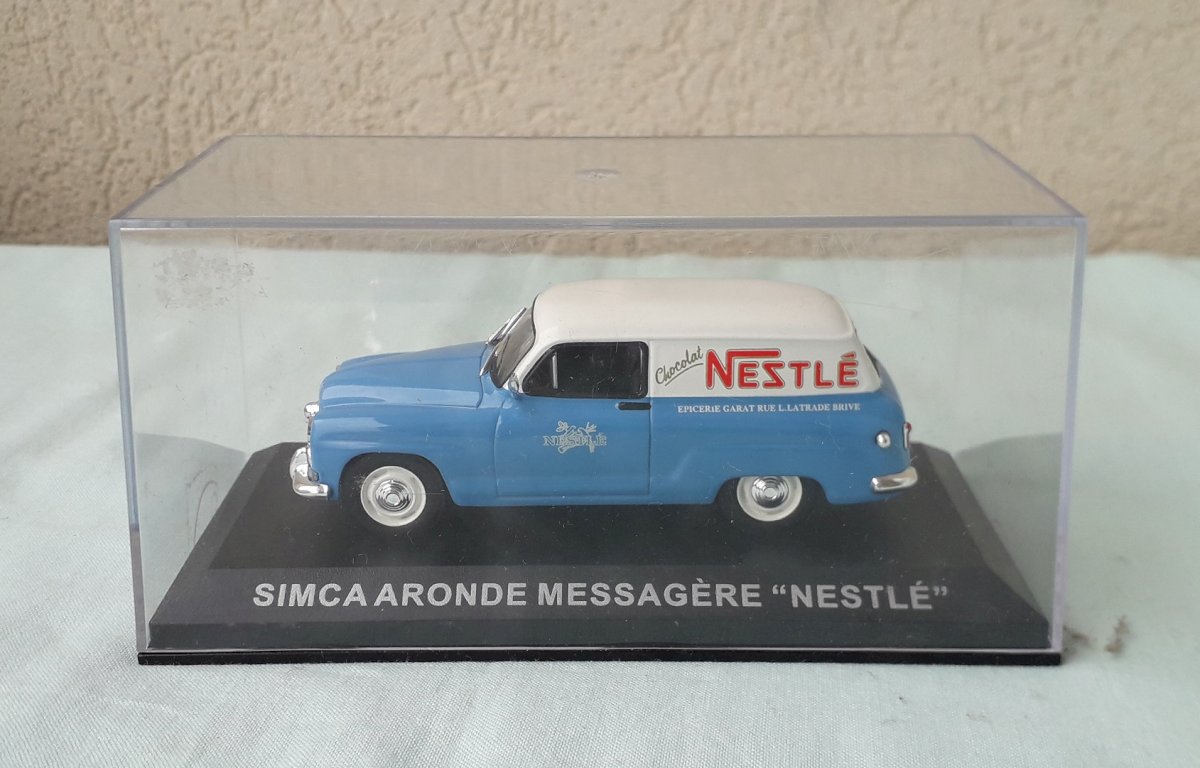 Chocolat NESTLÉ
EPICERIE GARAT RUE L.LATRADE BRIVE
NESTLÉ
SIMCA ARONDE MESSAGÈRE “NESTLÉ”